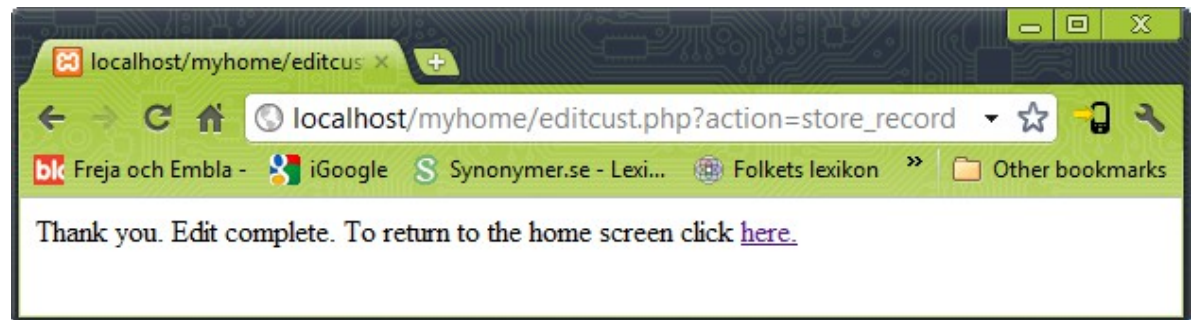 localhost/myhome/editcus
localhost/myhome/editcust.php?action=store_record
Freja och Embla - iGoogle S Synonymer.se - Lexi... Folkets lexikon » Other bookmarks
Thank you. Edit complete. To return to the home screen click here.